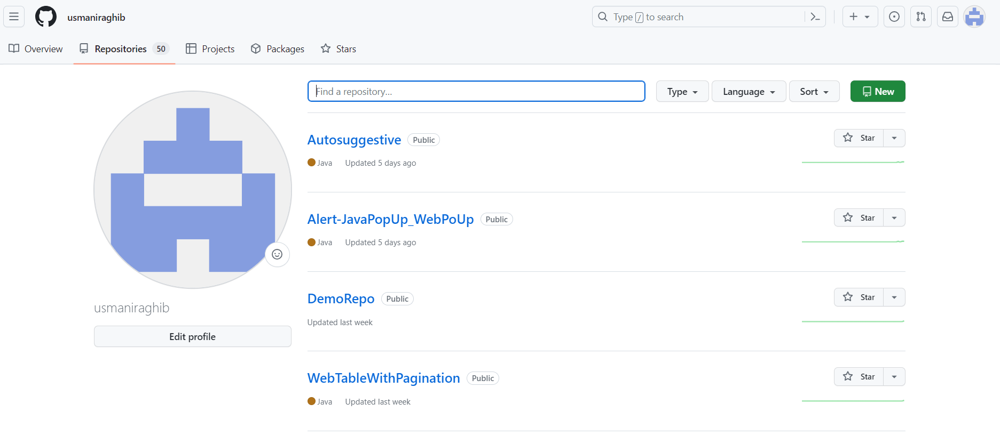 usmaniraghib
Type / to search
Overview Repositories 50 Projects Packages Stars
Find a repository... Type Language Sort New
Autosuggestive Public Star
Java Updated 5 days ago
Alert-JavaPopUp_WebPoUp Public Star
Java Updated 5 days ago
DemoRepo Public Star
Updated last week
WebTableWithPagination Public Star
Java Updated last week
usmaniraghib
Edit profile